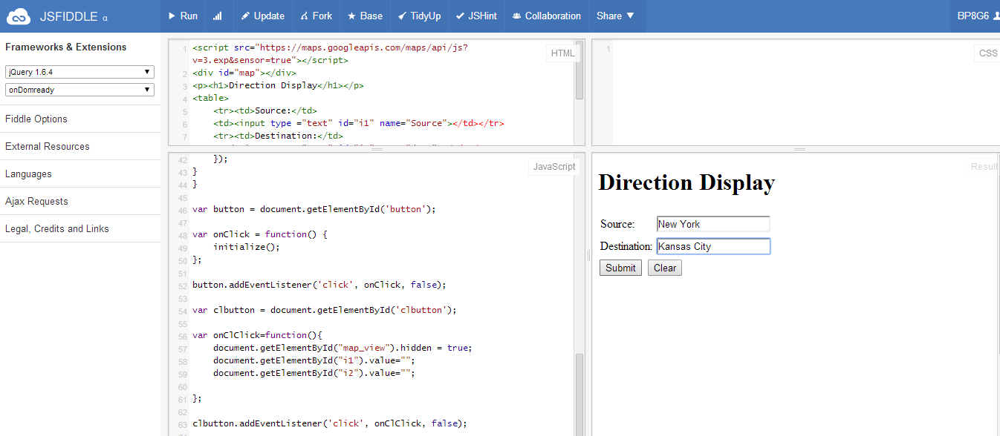 JSFIDDLE α
Run
Update
Fork
Base
TidyUp
JSHint
Collaboration
Share ▼
BP8G6
Frameworks & Extensions
jQuery 1.6.4
onDomready
Fiddle Options
External Resources
Languages
Ajax Requests
Legal, Credits and Links
HTML
1 <script src="https://maps.googleapis.com/maps/api/js?
v=3.exp&sensor=true"></script>
2 <div id="map"></div>
3 <p><h1>Direction Display</h1></p>
4 <table>
5 <tr><td>Source:</td>
6 <td><input type ="text" id="i1" name="Source"></td></tr>
7 <tr><td>Destination:</td>
CSS
1
JavaScript
42 });
43 }
44 }
45
46 var button = document.getElementById('button');
47
48 var onClick = function() {
49 initialize();
50 };
51
52 button.addEventListener('click', onClick, false);
53
54 var clbutton = document.getElementById('clbutton');
55
56 var onClClick=function(){
57 document.getElementById("map_view").hidden = true;
58 document.getElementById("i1").value="";
59 document.getElementById("i2").value="";
60
61 };
62
63 clbutton.addEventListener('click', onClClick, false);
Result
Direction Display
Source: New York
Destination: Kansas City
Submit Clear